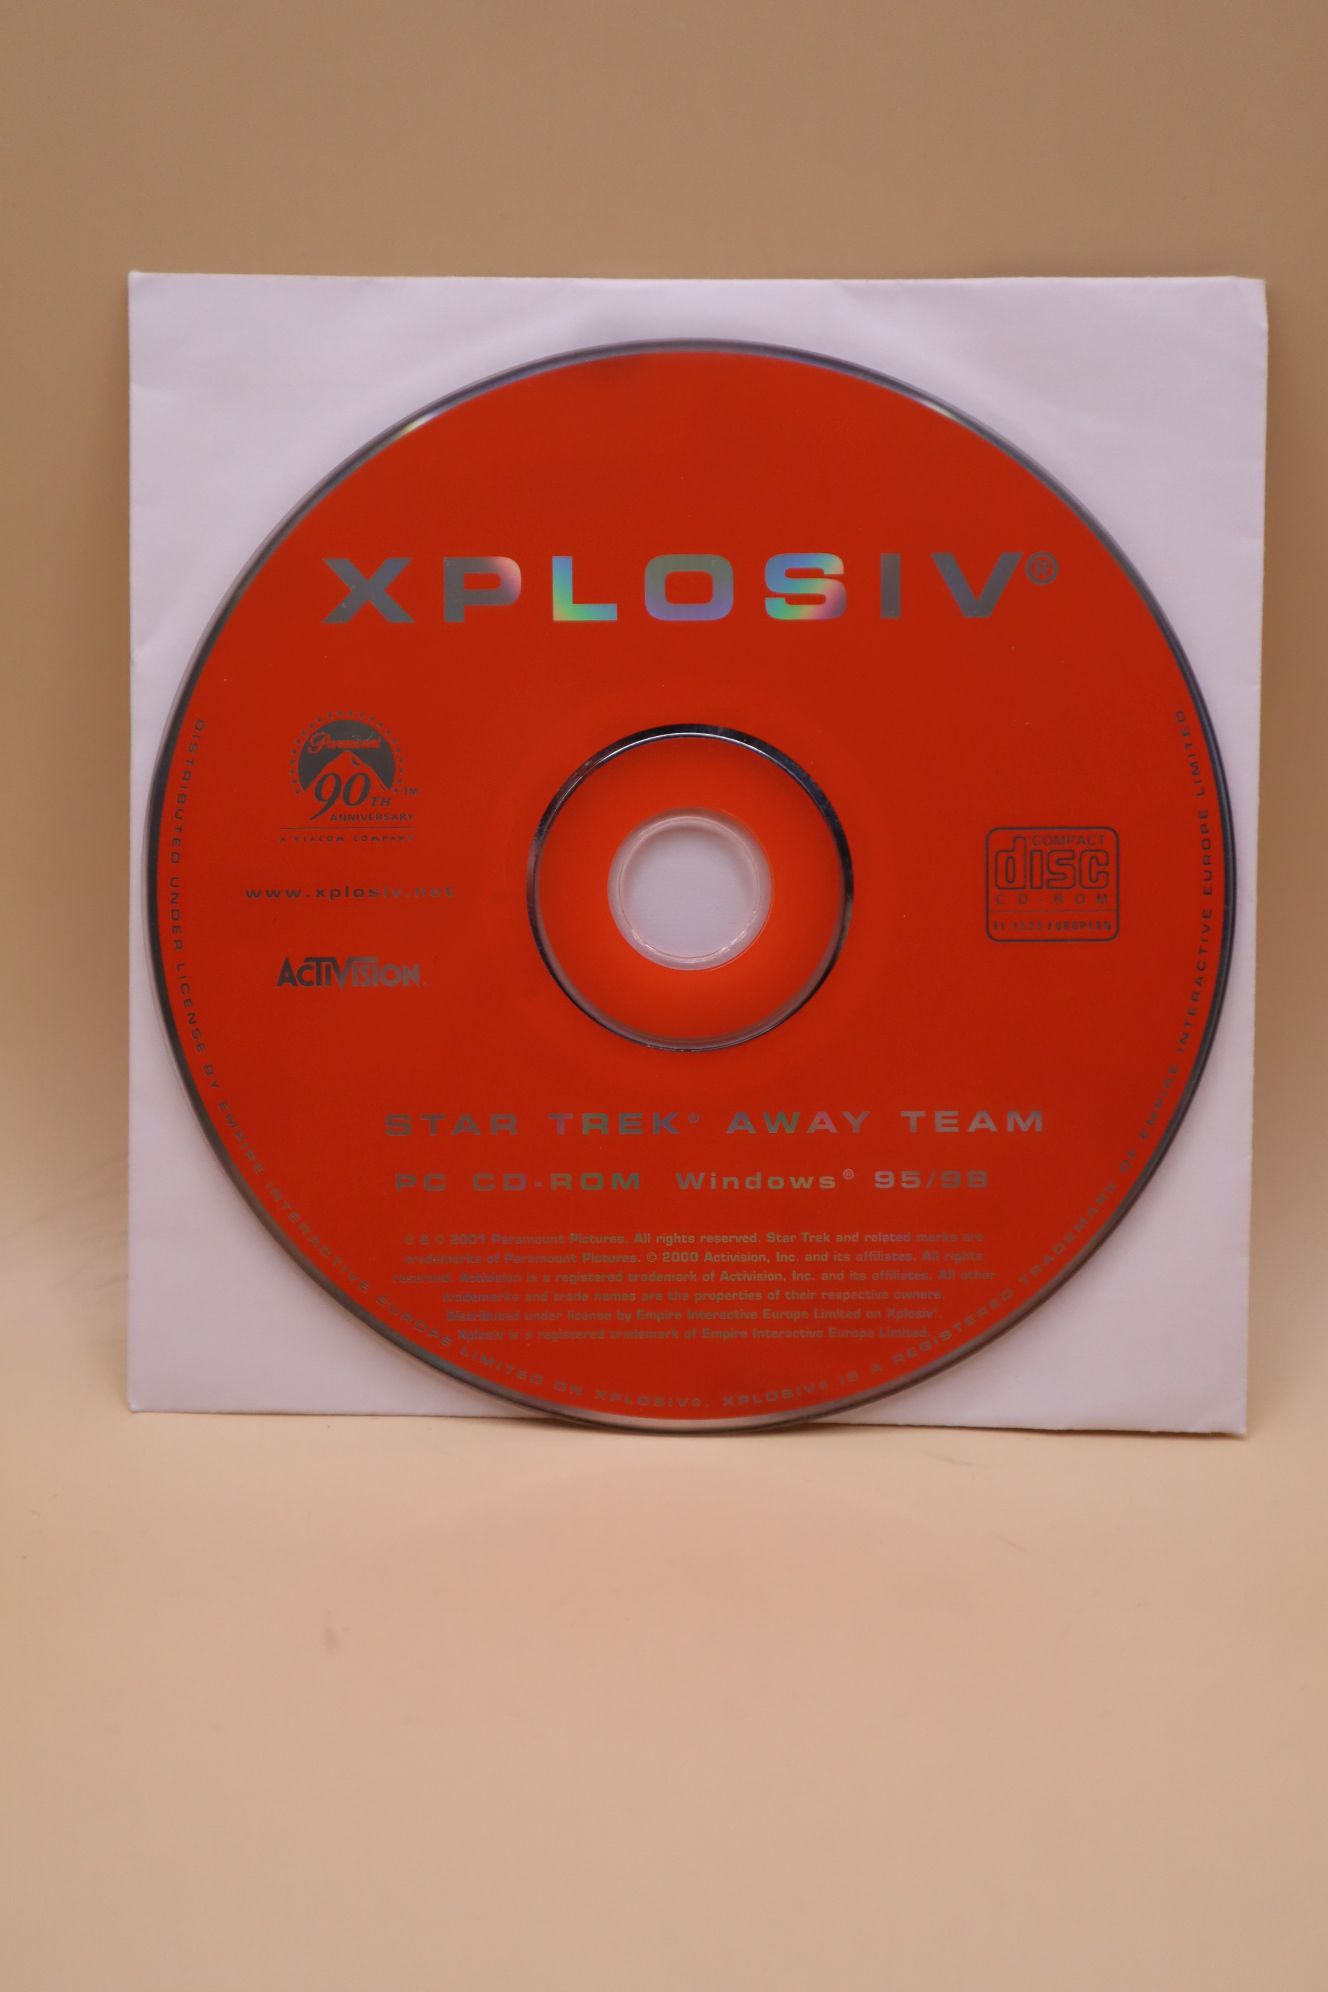 XPLOSIV®
Paramount
90TH TM
ANNIVERSARY
A VIACOM COMPANY
www.xplosiv.net
ACTIVISION.
COMPACT
disc
CD-ROM
EUROPEAN
STAR TREK® AWAY TEAM
PC CD-ROM Windows® 95/98
& © 2001 Paramount Pictures. All rights reserved. Star Trek and related marks are
trademarks of Paramount Pictures. © 2000 Activision, Inc. and its affiliates. All rights
reserved. Activision is a registered trademark of Activision, Inc. and its affiliates. All other
trademarks and trade names are the properties of their respective owners.
Distributed under license by Empire Interactive Europe Limited on Xplosiv®.
Xplosiv is a registered trademark of Empire Interactive Europe Limited.
DISTRIBUTED UNDER LICENSE BY EMPIRE INTERACTIVE EUROPE LIMITED ON XPLOSIV®. XPLOSIV® IS A REGISTERED TRADEMARK OF EMPIRE INTERACTIVE EUROPE LIMITED